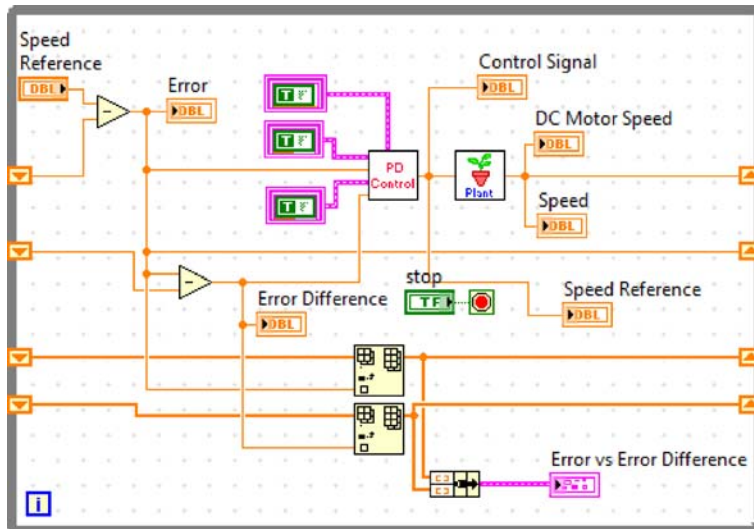 Speed
Reference
DBL
Error
DBL
Control Signal
DBL
DC Motor Speed
DBL
T F
T F
T F
PD
Control
Plant
Speed
DBL
stop
TF
Error Difference
DBL
Speed Reference
DBL
Error vs Error Difference
i